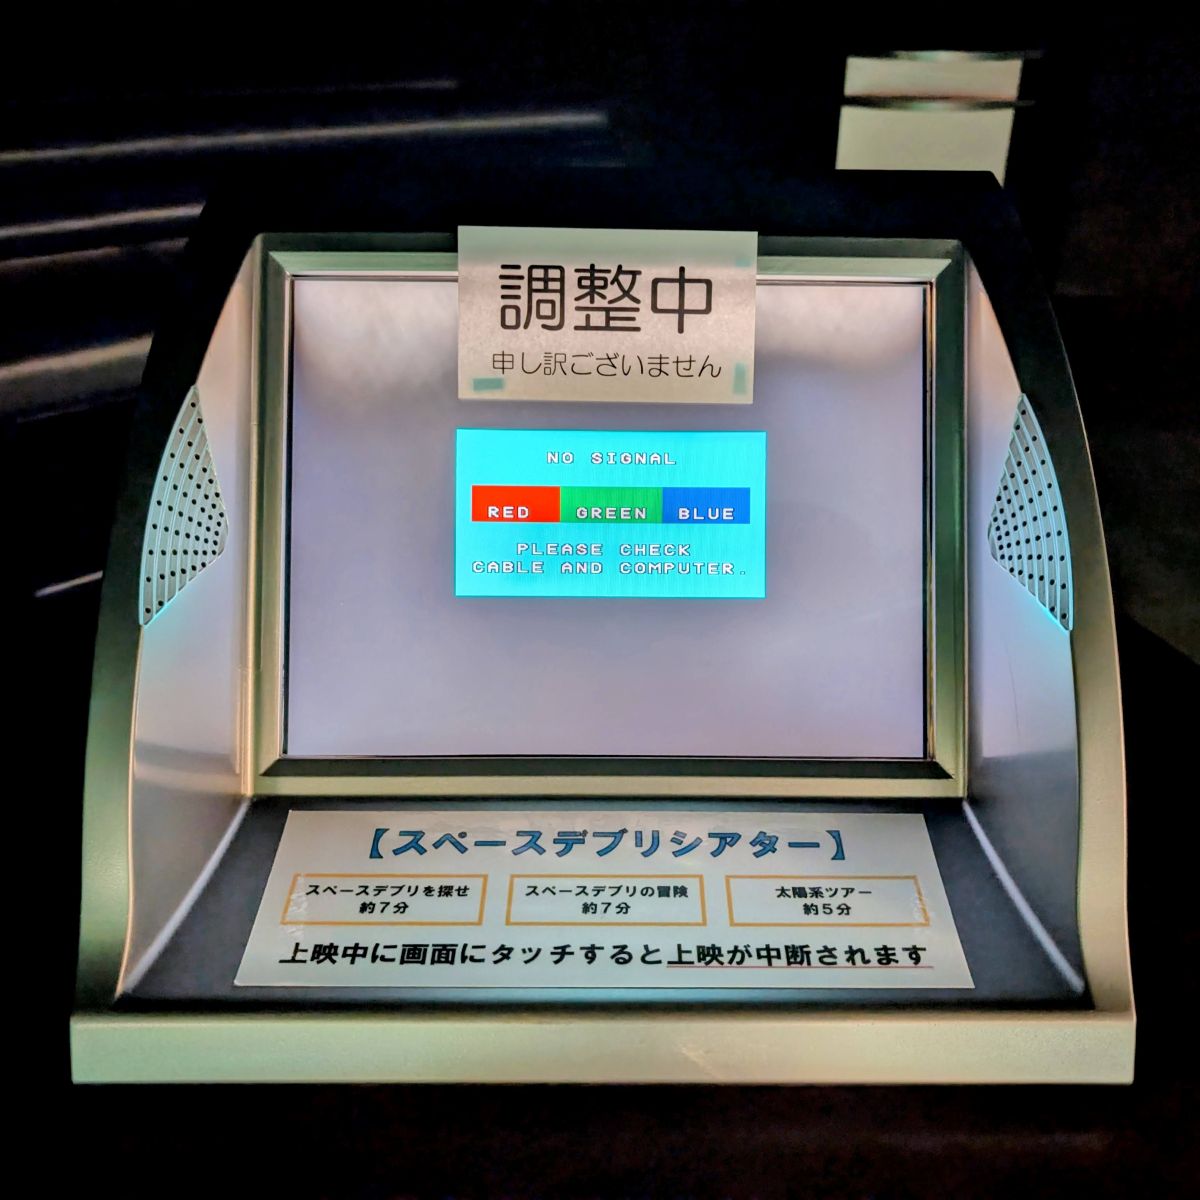 調整中
申し訳ございません
NO SIGNAL
RED GREEN BLUE
PLEASE CHECK
CABLE AND COMPUTER.
【スペースデブリシアター】
スペースデブリを探せ
約7分
スペースデブリの冒険
約7分
太陽系ツアー
約5分
上映中に画面にタッチすると上映が中断されます